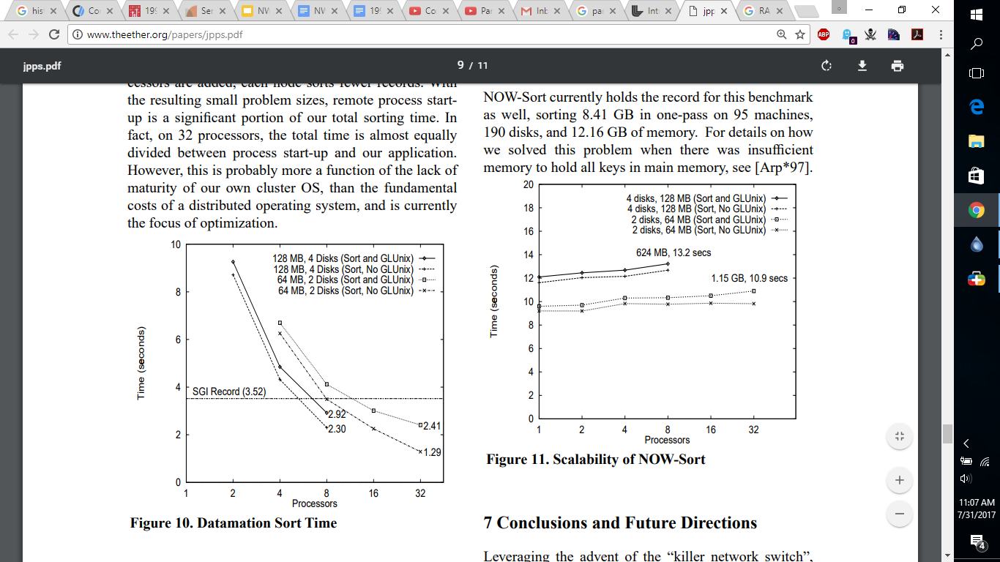 his
Co
199
Ser
NV
NV
19
Co
Par
Inb
pa
Int
jpp
RA
www.theether.org/papers/jpps.pdf
ABP
0
jpps.pdf
9 / 11
cessors are added, each node sorts fewer records. With
the resulting small problem sizes, remote process start-
up is a significant portion of our total sorting time. In
fact, on 32 processors, the total time is almost equally
divided between process start-up and our application.
However, this is probably more a function of the lack of
maturity of our own cluster OS, than the fundamental
costs of a distributed operating system, and is currently
the focus of optimization.
10
8
6
4
2
0
Time (seconds)
128 MB, 4 Disks (Sort and GLUnix)
128 MB, 4 Disks (Sort, No GLUnix)
64 MB, 2 Disks (Sort and GLUnix)
64 MB, 2 Disks (Sort, No GLUnix)
SGI Record (3.52)
2.92
2.30
2.41
1.29
1 2 4 8 16 32
Processors
Figure 10. Datamation Sort Time
NOW-Sort currently holds the record for this benchmark
as well, sorting 8.41 GB in one-pass on 95 machines,
190 disks, and 12.16 GB of memory. For details on how
we solved this problem when there was insufficient
memory to hold all keys in main memory, see [Arp*97].
20
18
16
14
12
10
8
6
4
2
0
Time (seconds)
4 disks, 128 MB (Sort and GLUnix)
4 disks, 128 MB (Sort, No GLUnix)
2 disks, 64 MB (Sort and GLUnix)
2 disks, 64 MB (Sort, No GLUnix)
624 MB, 13.2 secs
1.15 GB, 10.9 secs
1 2 4 8 16 32
Processors
Figure 11. Scalability of NOW-Sort
7 Conclusions and Future Directions
Leveraging the advent of the “killer network switch”,
11:07 AM
7/31/2017
4